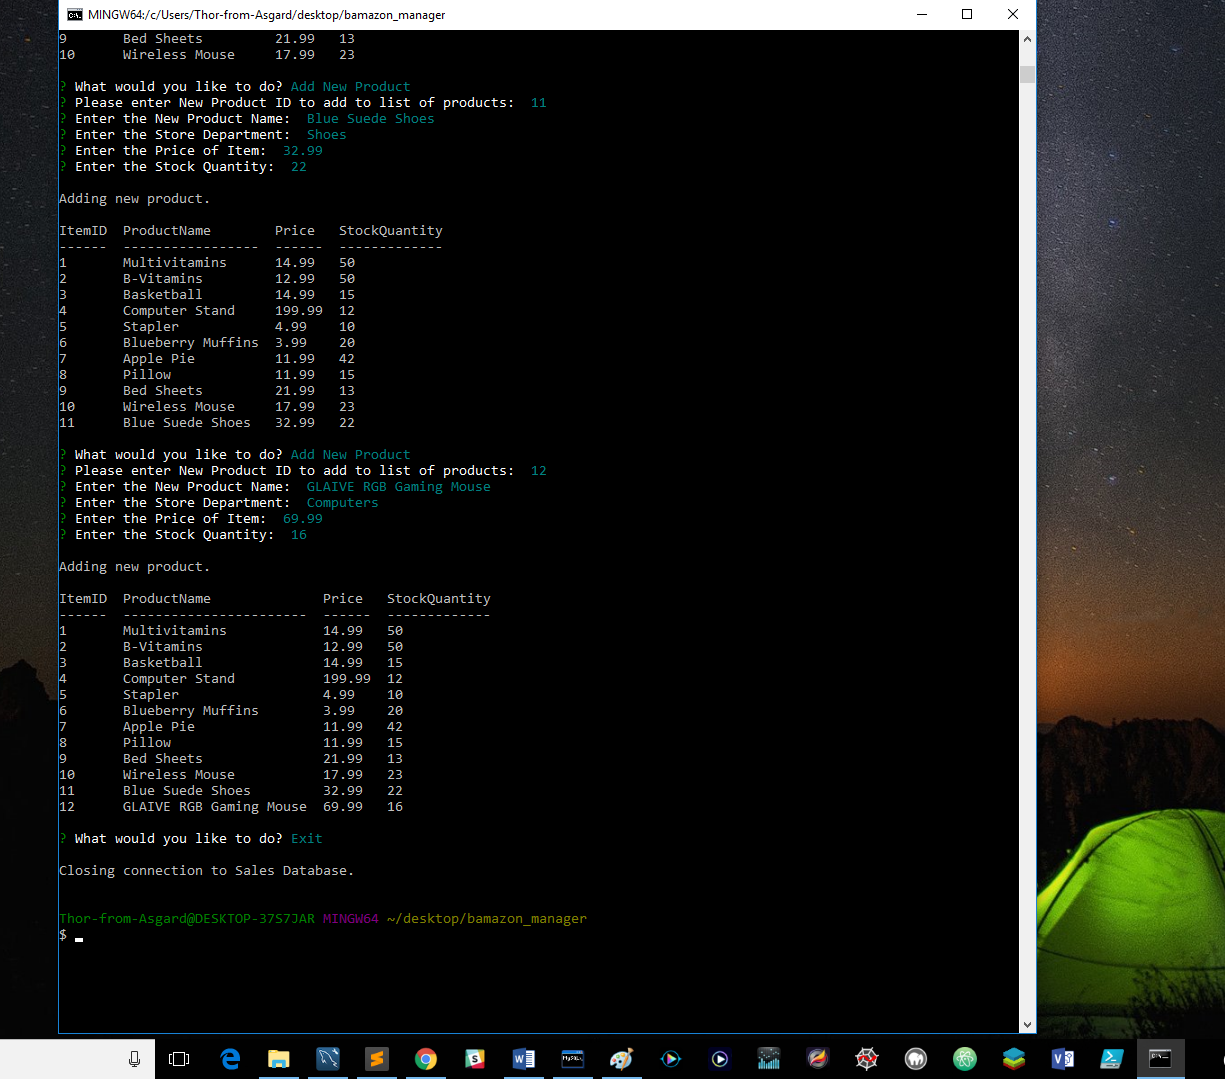 MINGW64:/c/Users/Thor-from-Asgard/desktop/bamazon_manager
9 Bed Sheets 21.99 13
10 Wireless Mouse 17.99 23
? What would you like to do? Add New Product
? Please enter New Product ID to add to list of products: 11
? Enter the New Product Name: Blue Suede Shoes
? Enter the Store Department: Shoes
? Enter the Price of Item: 32.99
? Enter the Stock Quantity: 22
Adding new product.
ItemID ProductName Price StockQuantity
------ ----------------- ------ -------------
1 Multivitamins 14.99 50
2 B-Vitamins 12.99 50
3 Basketball 14.99 15
4 Computer Stand 199.99 12
5 Stapler 4.99 10
6 Blueberry Muffins 3.99 20
7 Apple Pie 11.99 42
8 Pillow 11.99 15
9 Bed Sheets 21.99 13
10 Wireless Mouse 17.99 23
11 Blue Suede Shoes 32.99 22
? What would you like to do? Add New Product
? Please enter New Product ID to add to list of products: 12
? Enter the New Product Name: GLAIVE RGB Gaming Mouse
? Enter the Store Department: Computers
? Enter the Price of Item: 69.99
? Enter the Stock Quantity: 16
Adding new product.
ItemID ProductName Price StockQuantity
------ ----------------------- ------ -------------
1 Multivitamins 14.99 50
2 B-Vitamins 12.99 50
3 Basketball 14.99 15
4 Computer Stand 199.99 12
5 Stapler 4.99 10
6 Blueberry Muffins 3.99 20
7 Apple Pie 11.99 42
8 Pillow 11.99 15
9 Bed Sheets 21.99 13
10 Wireless Mouse 17.99 23
11 Blue Suede Shoes 32.99 22
12 GLAIVE RGB Gaming Mouse 69.99 16
? What would you like to do? Exit
Closing connection to Sales Database.
Thor-from-Asgard@DESKTOP-37S7JAR MINGW64 ~/desktop/bamazon_manager
$